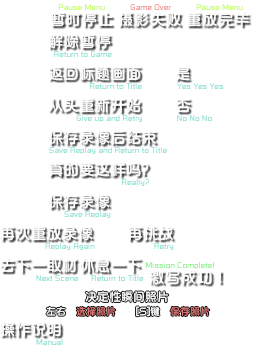 Pause Menu Game Over Pause Menu
暂时停止 摄影失败 重放完毕
解除暂停
Return to Game
返回标题画面 是
Return to Title Yes Yes Yes
从头重新开始 否
Give up and Retry No No No
保存录像后结束
Save Replay and Return to Title
真的要这样吗?
Really?
保存录像
Save Replay
再次重放录像 再挑战
Replay Again Retry
去下一取材 休息一下 Mission Complete!
Next Scene Return to Title 激写成功！
决定性瞬间照片
左右 选择照片 [S]键 保存照片
操作说明
Manual